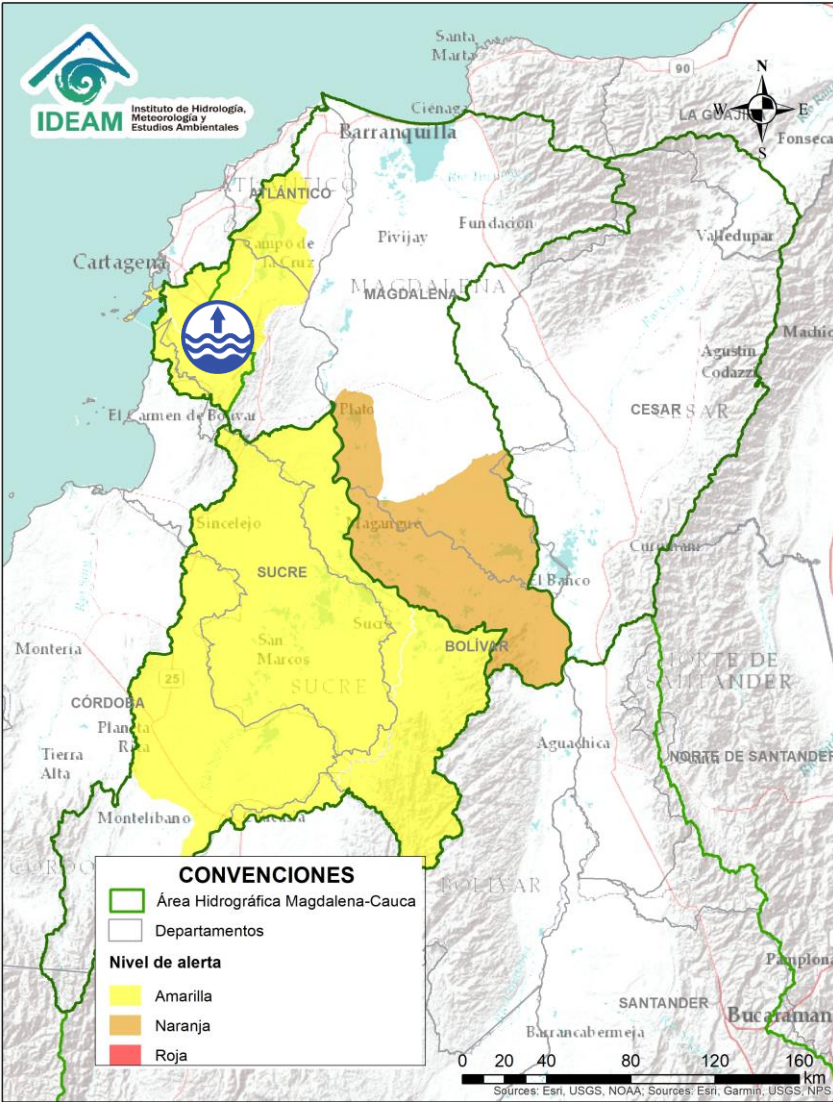 IDEAM
Instituto de Hidrología,
Meteorología y
Estudios Ambientales
Santa
Marta
90
N
W
E
S
LA GUAJIRA
Ciénaga
Barranquilla
Fonseca
ATLÁNTICO
ATLÁNTICO
Campo de
la Cruz
Pivijay
Fundación
Valledupar
Cartagena
MAGDALENA
MAGDALENA
Agustín
Codazzi
El Carmen de Bolívar
Plato
CESAR
CESAR
Sincelejo
Magangué
Curumaní
SUCRE
El Banco
Sucre
San
Marcos
BOLÍVAR
Montería
SUCRE
NORTE DE
SANTANDER
25
CÓRDOBA
Planeta
Rica
Tierra
Alta
Aguachica
NORTE DE SANTANDER
Montelíbano
BOLÍVAR
CONVENCIONES
Área Hidrográfica Magdalena-Cauca
Departamentos
Nivel de alerta
Amarilla
Naranja
Roja
Pamplona
SANTANDER
Bucaraman
Barrancabermeja
0 20 40 80 120 160
km
Sources: Esri, USGS, NOAA; Sources: Esri, Garmin, USGS, NPS